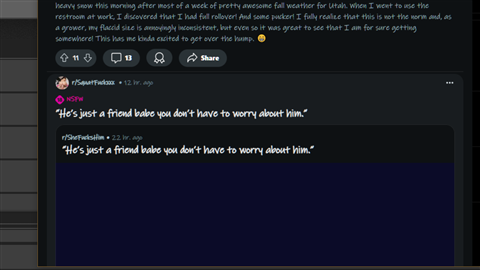 heavy snow this morning after most of a week of pretty awesome fall weather for Utah. When I went to use the
restroom at work, I discovered that I had full rollover! And some pucker! I fully realize that this is not the norm and, as
a grower, my flaccid size is annoyingly inconsistent, but even so it was great to see that I am for sure getting
somewhere! This has me kinda excited to get over the hump. 😄
11 13 Share
• 12 hr. ago
NSFW
"He's just a friend babe you don't have to worry about him."
r/SheFucksHim • 22 hr. ago
"He's just a friend babe you don't have to worry about him."